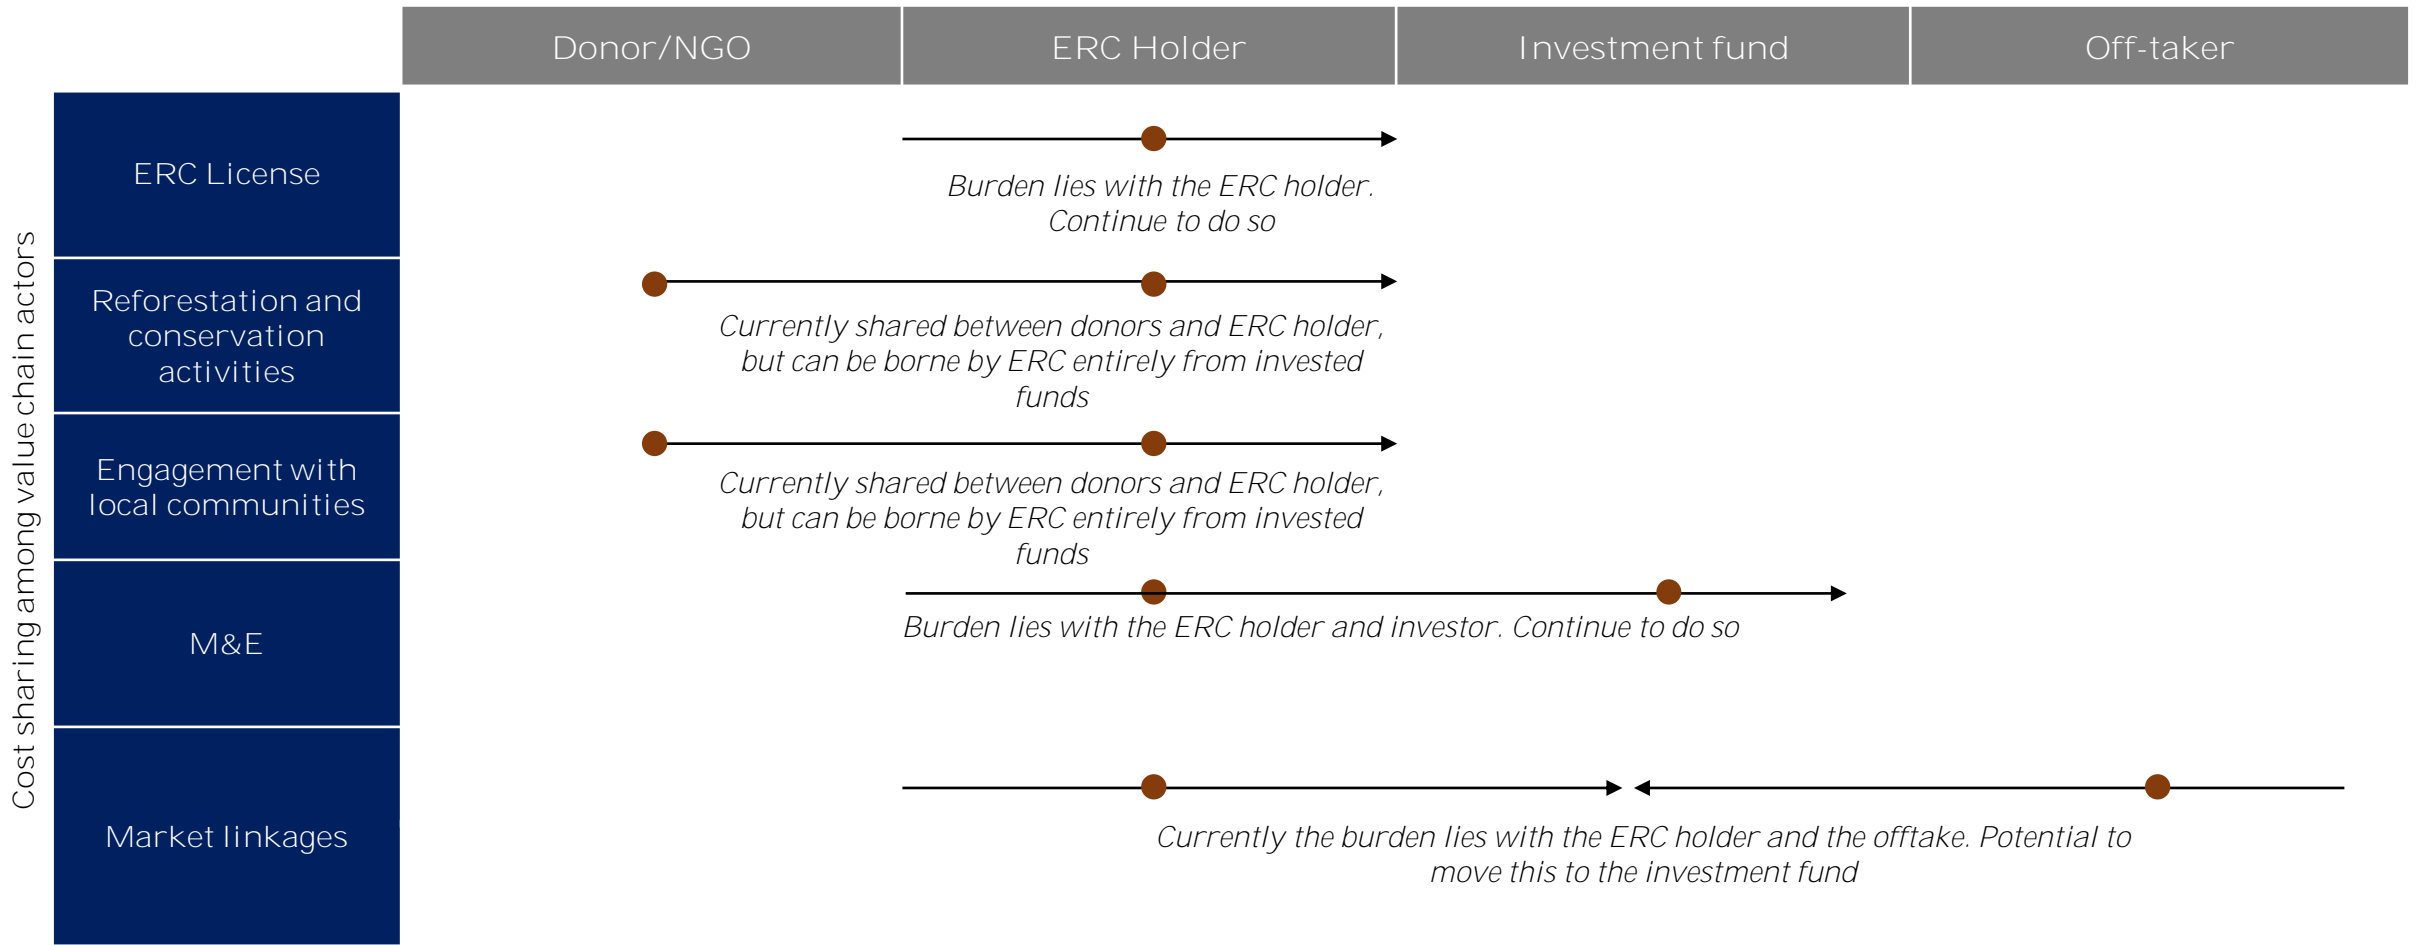 Donor/NGO
ERC Holder
Investment fund
Off-taker
Cost sharing among value chain actors
ERC License
Burden lies with the ERC holder.
Continue to do so
Reforestation and
conservation
activities
Currently shared between donors and ERC holder,
but can be borne by ERC entirely from invested
funds
Engagement with
local communities
Currently shared between donors and ERC holder,
but can be borne by ERC entirely from invested
funds
M&E
Burden lies with the ERC holder and investor. Continue to do so
Market linkages
Currently the burden lies with the ERC holder and the offtake. Potential to
move this to the investment fund